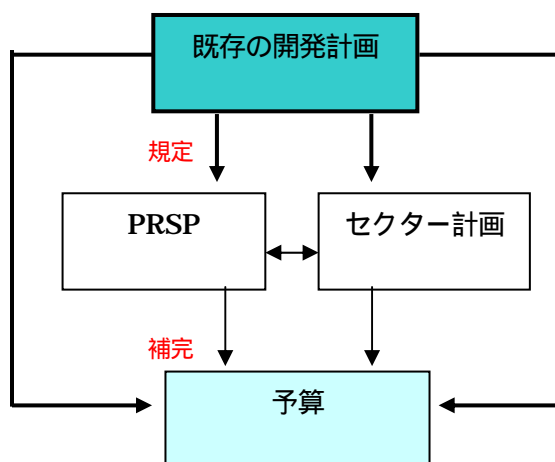 既存の開発計画
規定
PRSP
セクター計画
補完
予算